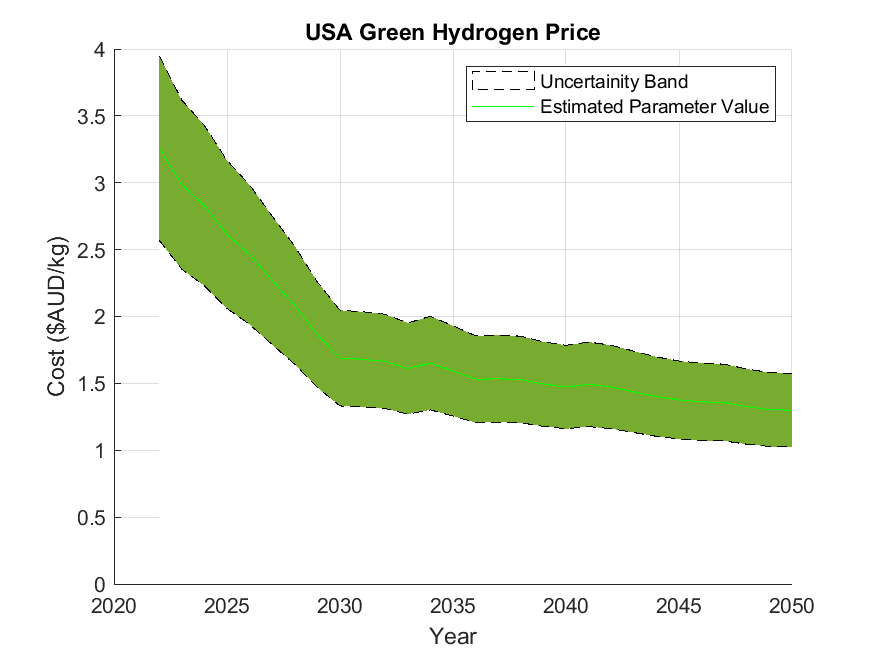 USA Green Hydrogen Price
4
3.5
3
2.5
2
1.5
1
0.5
0
Cost ($AUD/kg)
Uncertainity Band
Estimated Parameter Value
2020 2025 2030 2035 2040 2045 2050
Year